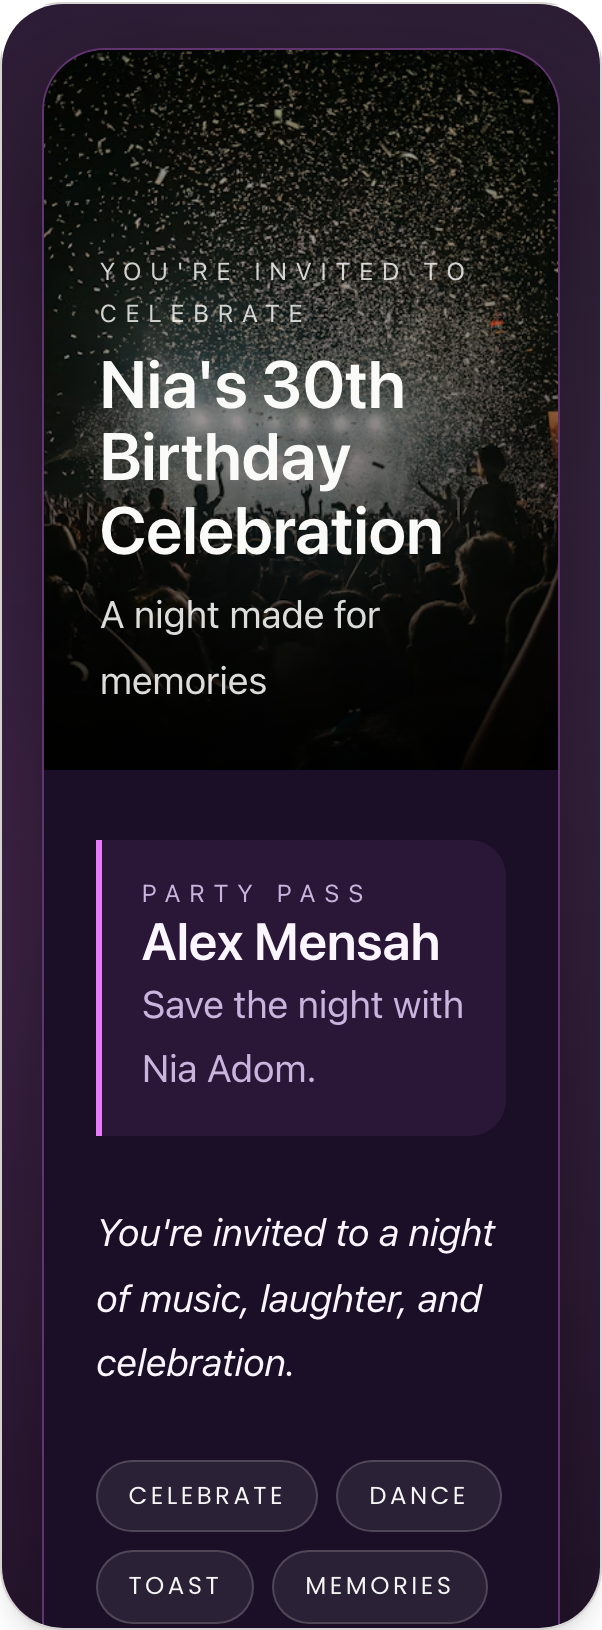 YOU'RE INVITED TO
CELEBRATE
Nia's 30th
Birthday
Celebration
A night made for
memories
PARTY PASS
Alex Mensah
Save the night with
Nia Adom.
You're invited to a night
of music, laughter, and
celebration.
CELEBRATE DANCE
TOAST MEMORIES